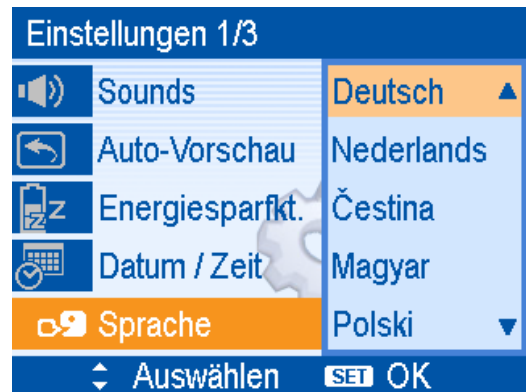 Einstellungen 1/3
Sounds
Auto-Vorschau
Energiesparfkt.
Datum / Zeit
Sprache
Deutsch
Nederlands
Čestina
Magyar
Polski
Auswählen SET OK